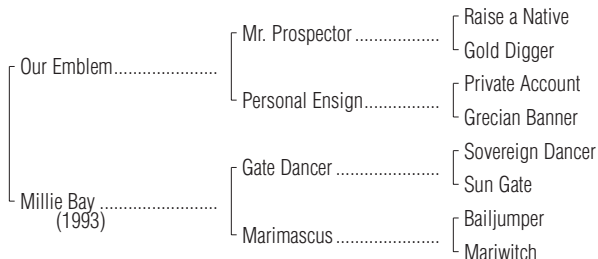 Raise a Native
Mr. Prospector ..................
Gold Digger
Our Emblem......................
Private Account
Personal Ensign................
Grecian Banner
Sovereign Dancer
Gate Dancer ......................
Sun Gate
Millie Bay .........................
(1993)
Bailjumper
Marimascus ......................
Mariwitch